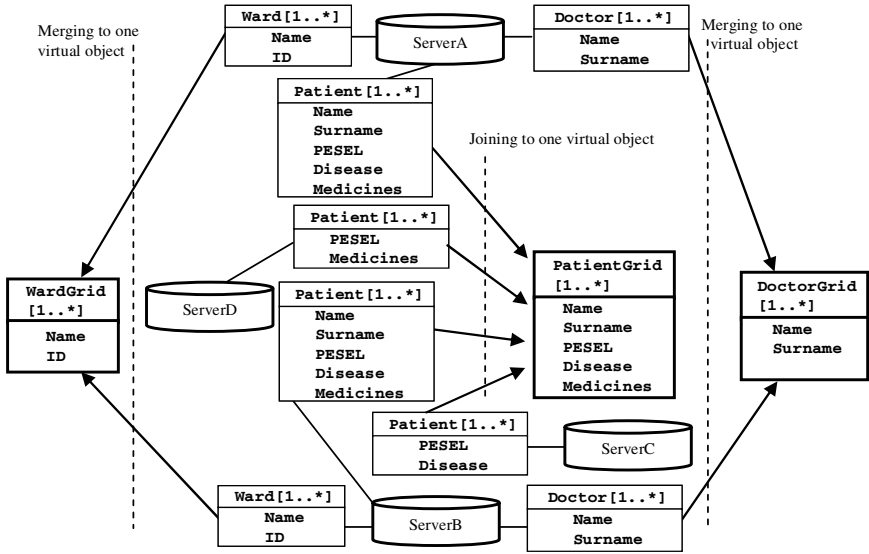 Merging to one
virtual object
Ward[1..*]
Name
ID
ServerA
Doctor[1..*]
Name
Surname
Merging to one
virtual object
Patient[1..*]
Name
Surname
PESEL
Disease
Medicines
Joining to one virtual object
Patient[1..*]
PESEL
Medicines
ServerD
WardGrid
[1..*]
Name
ID
Patient[1..*]
Name
Surname
PESEL
Disease
Medicines
PatientGrid
[1..*]
Name
Surname
PESEL
Disease
Medicines
DoctorGrid
[1..*]
Name
Surname
Patient[1..*]
PESEL
Disease
ServerC
Ward[1..*]
Name
ID
ServerB
Doctor[1..*]
Name
Surname